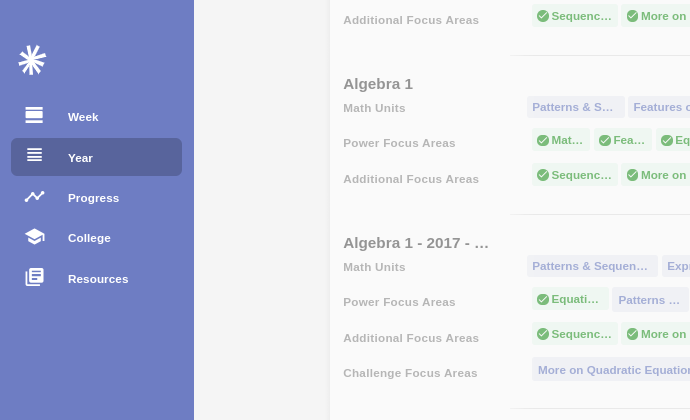 Additional Focus Areas Sequenc... More on
Algebra 1
Math Units Patterns & S... Features o
Power Focus Areas Mat... Fea... Eq
Additional Focus Areas Sequenc... More on
Algebra 1 - 2017 - ...
Math Units Patterns & Sequen... Expr
Power Focus Areas Equati... Patterns ...
Additional Focus Areas Sequenc... More on
Challenge Focus Areas More on Quadratic Equation
Week
Year
Progress
College
Resources